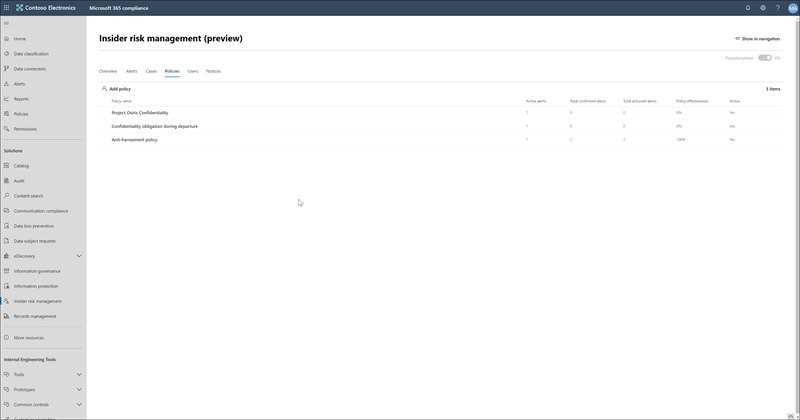 Contoso Electronics
Microsoft 365 compliance
MA
Home
Data classification
Data connectors
Alerts
Reports
Policies
Permissions
Solutions
Catalog
Audit
Content search
Communication compliance
Data loss prevention
Data subject requests
eDiscovery
Information governance
Information protection
Insider risk management
Records management
More resources
Internal Engineering Tools
Tools
Prototypes
Common controls
Insider risk management (preview)
Show in navigation
On
Overview Alerts Cases Policies Users Notices
Add policy
3 items
Policy name Active alerts Total confirmed alerts Total actioned alerts Policy effectiveness Active
Project Osiris Confidentiality 1 0 0 0% Yes
Confidentiality obligation during departure 1 0 0 0% Yes
Anti-harassment policy 1 100% Yes